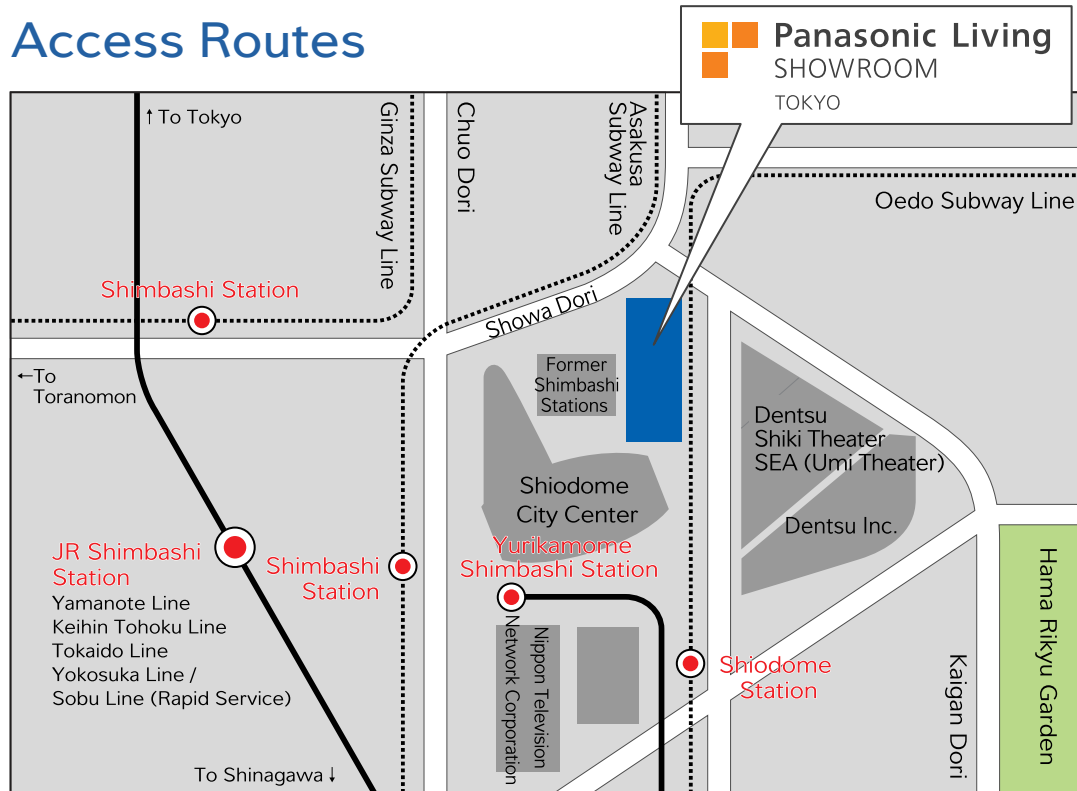 Access Routes
Panasonic Living
SHOWROOM
TOKYO
↑To Tokyo
Ginza Subway Line
Chuo Dori
Asakusa
Subway Line
Oedo Subway Line
Shimbashi Station
Showa Dori
←To
Toranomon
Former
Shimbashi
Stations
Dentsu
Shiki Theater
SEA (Umi Theater)
Shiodome
City Center
Dentsu Inc.
JR Shimbashi
Station
Yamanote Line
Keihin Tohoku Line
Tokaido Line
Yokosuka Line /
Sobu Line (Rapid Service)
Shimbashi
Station
Yurikamome
Shimbashi Station
Nippon Television
Network Corporation
Shiodome
Station
Kaigan Dori
Hama Rikyu Garden
To Shinagawa↓